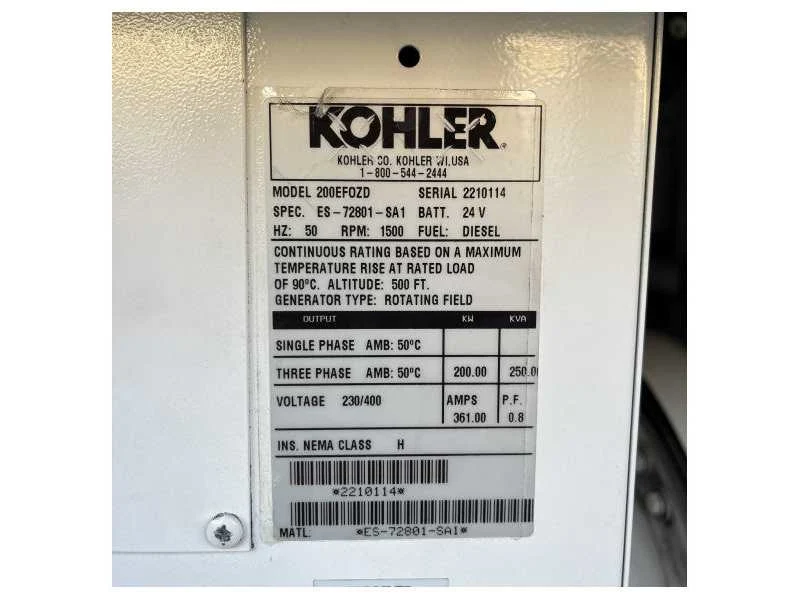 KOHLER®
KOHLER CO. KOHLER WI,USA
1-800-544-2444
MODEL 200EFOZD SERIAL 2210114
SPEC. ES-72801-SA1 BATT. 24 V
HZ: 50 RPM: 1500 FUEL: DIESEL
CONTINUOUS RATING BASED ON A MAXIMUM
TEMPERATURE RISE AT RATED LOAD
OF 90ºC. ALTITUDE: 500 FT.
GENERATOR TYPE: ROTATING FIELD
OUTPUT KW KVA
SINGLE PHASE AMB: 50ºC
THREE PHASE AMB: 50ºC 200.00 250.00
VOLTAGE 230/400 AMPS P.F.
361.00 0.8
INS. NEMA CLASS H
*2210114*
MATL: *ES-72801-SA1*